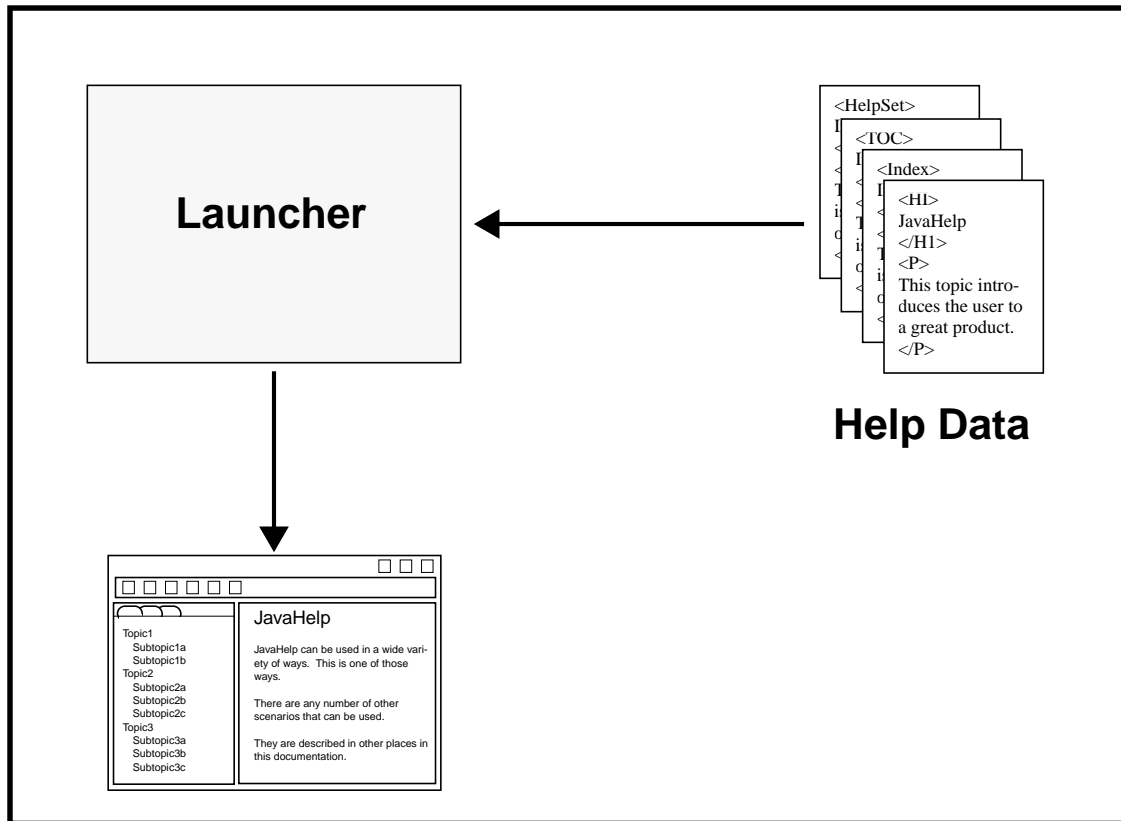 Launcher
<HelpSet>
<TOC>
<Index>
<HI>
JavaHelp
</H1>
<P>
This topic intro-
duces the user to
a great product.
</P>
Help Data
Topic1
Subtopic1a
Subtopic1b
Topic2
Subtopic2a
Subtopic2b
Subtopic2c
Topic3
Subtopic3a
Subtopic3b
Subtopic3c
JavaHelp
JavaHelp can be used in a wide vari-
ety of ways.  This is one of those
ways.
There are any number of other
scenarios that can be used.
They are described in other places in
this documentation.